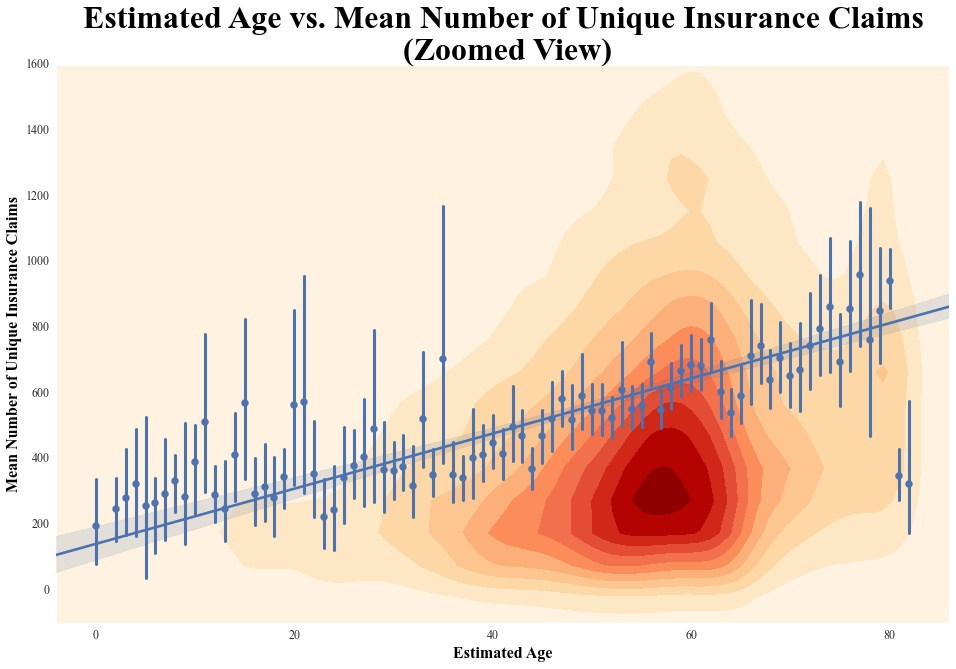 Estimated Age vs. Mean Number of Unique Insurance Claims
(Zoomed View)
1600
1400
1200
1000
800
600
400
200
0
Mean Number of Unique Insurance Claims
0 20 40 60 80
Estimated Age